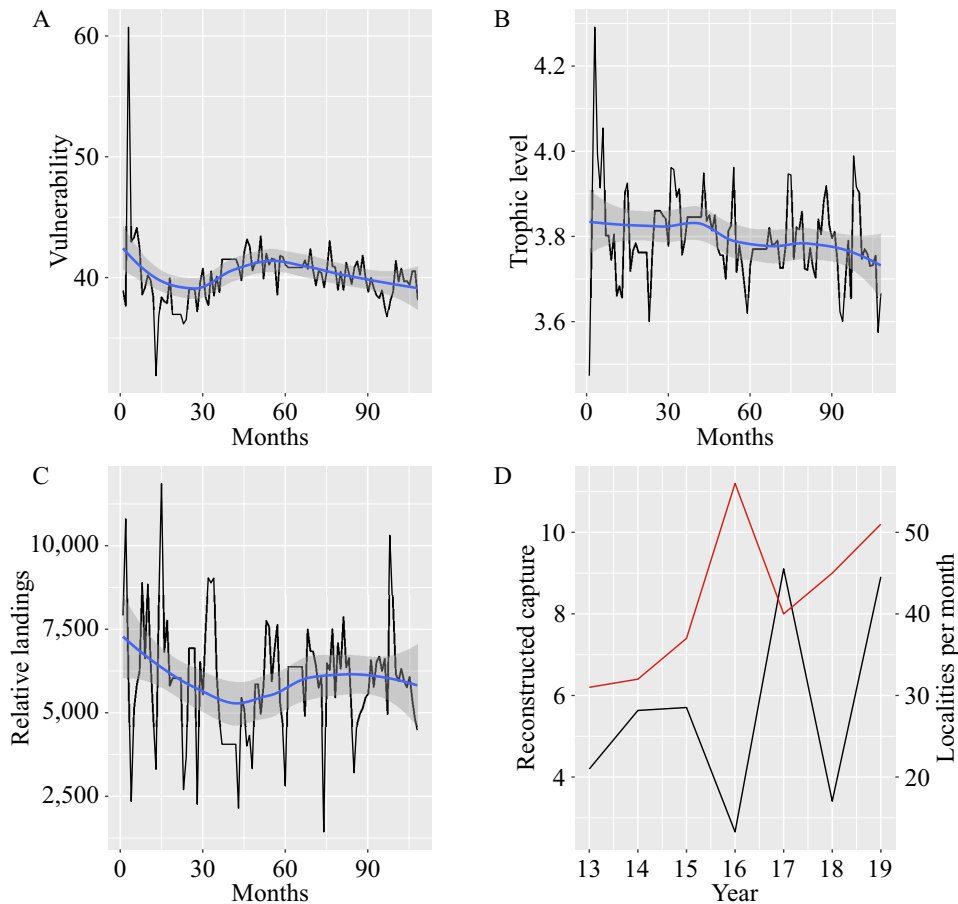 A
Vulnerability
60
50
40
0 30 60 90
Months
B
Trophic level
4.2
4.0
3.8
3.6
0 30 60 90
Months
C
Relative landings
10,000
7,500
5,000
2,500
0 30 60 90
Months
D
Reconstructed capture
10
8
6
4
50
40
30
20
Localities per month
13 14 15 16 17 18 19
Year